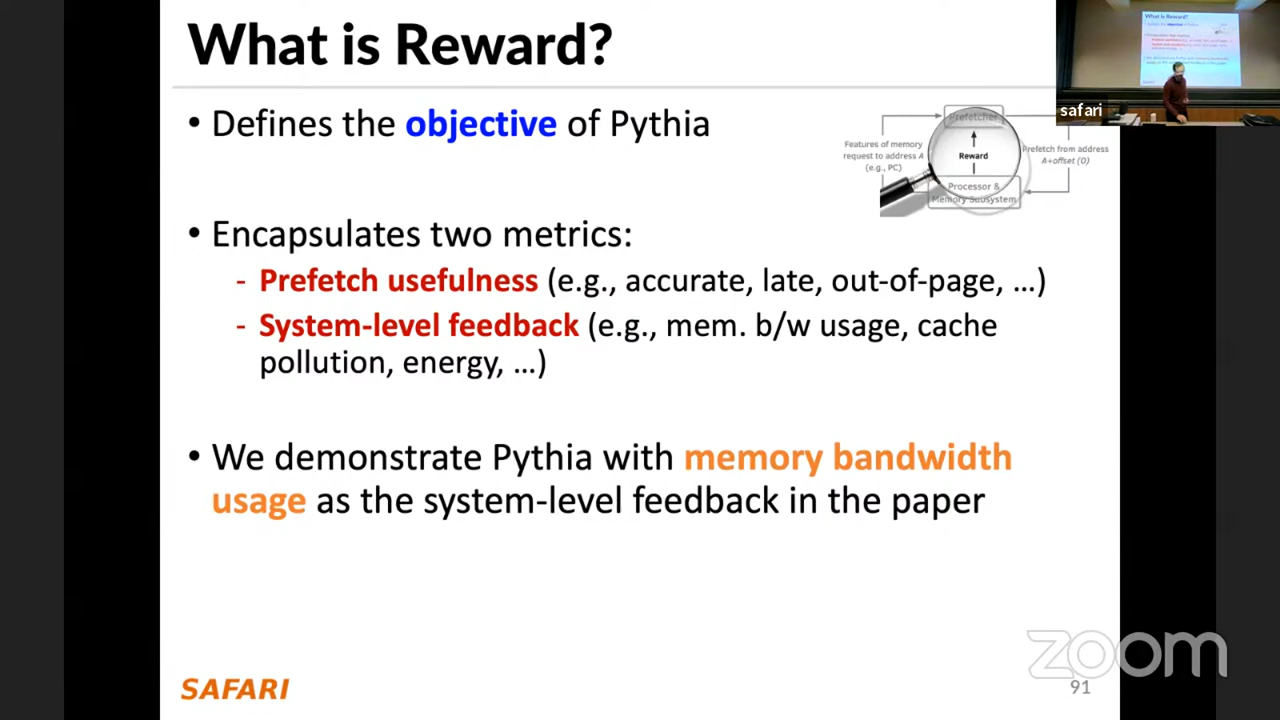 What is Reward?
• Defines the objective of Pythia
Prefetcher
Features of memory
request to address A
(e.g., PC)
Reward
Prefetch from address
A+offset (O)
Processor &
Memory Subsystem
safari
• Encapsulates two metrics:
- Prefetch usefulness (e.g., accurate, late, out-of-page, …)
- System-level feedback (e.g., mem. b/w usage, cache
pollution, energy, …)
• We demonstrate Pythia with memory bandwidth
usage as the system-level feedback in the paper
zoom
SAFARI
91